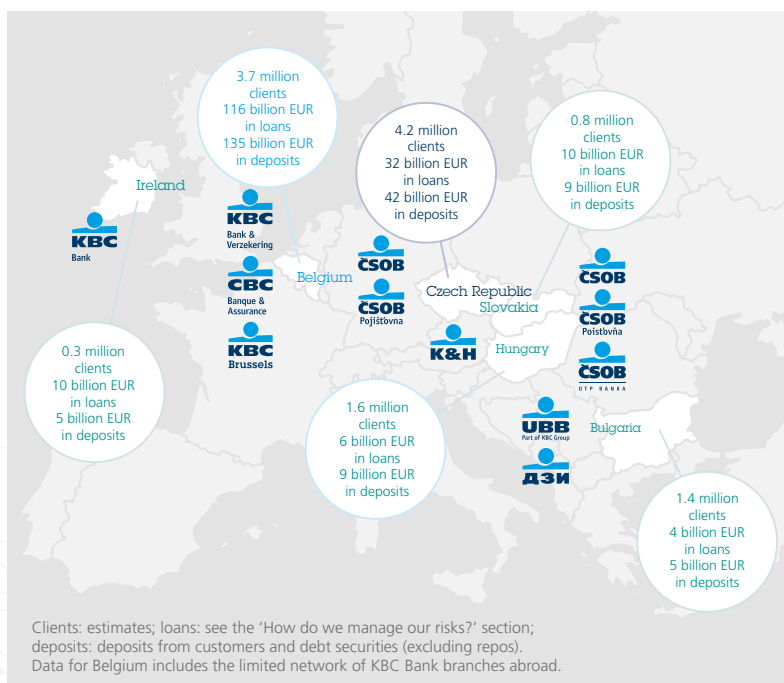 3.7 million
clients
116 billion EUR
in loans
135 billion EUR
in deposits
4.2 million
clients
32 billion EUR
in loans
42 billion EUR
in deposits
0.8 million
clients
10 billion EUR
in loans
9 billion EUR
in deposits
Ireland
KBC
Bank
KBC
Bank &
Verzekering
CBC
Banque &
Assurance
KBC
Brussels
Belgium
ČSOB
ČSOB
Pojišťovna
Czech Republic
Slovakia
ČSOB
ČSOB
Poisťovňa
ČSOB
OTP BANKA
K&H
Hungary
0.3 million
clients
10 billion EUR
in loans
5 billion EUR
in deposits
1.6 million
clients
6 billion EUR
in loans
9 billion EUR
in deposits
UBB
Part of KBC Group
ДЗИ
Bulgaria
1.4 million
clients
4 billion EUR
in loans
5 billion EUR
in deposits
Clients: estimates; loans: see the ‘How do we manage our risks?’ section;
deposits: deposits from customers and debt securities (excluding repos).
Data for Belgium includes the limited network of KBC Bank branches abroad.